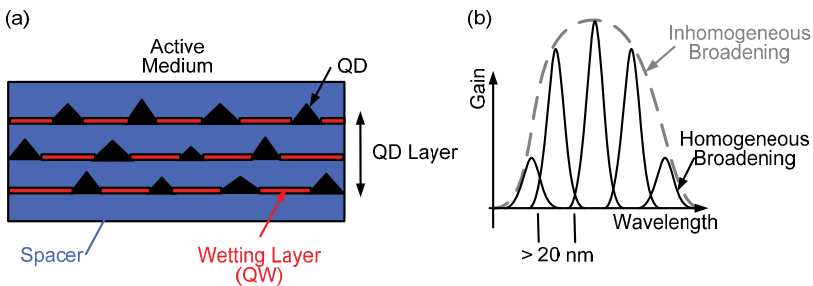 (a)
Active
Medium
QD
QD Layer
Spacer
Wetting Layer
(QW)
(b)
Inhomogeneous
Broadening
Gain
Homogeneous
Broadening
Wavelength
> 20 nm